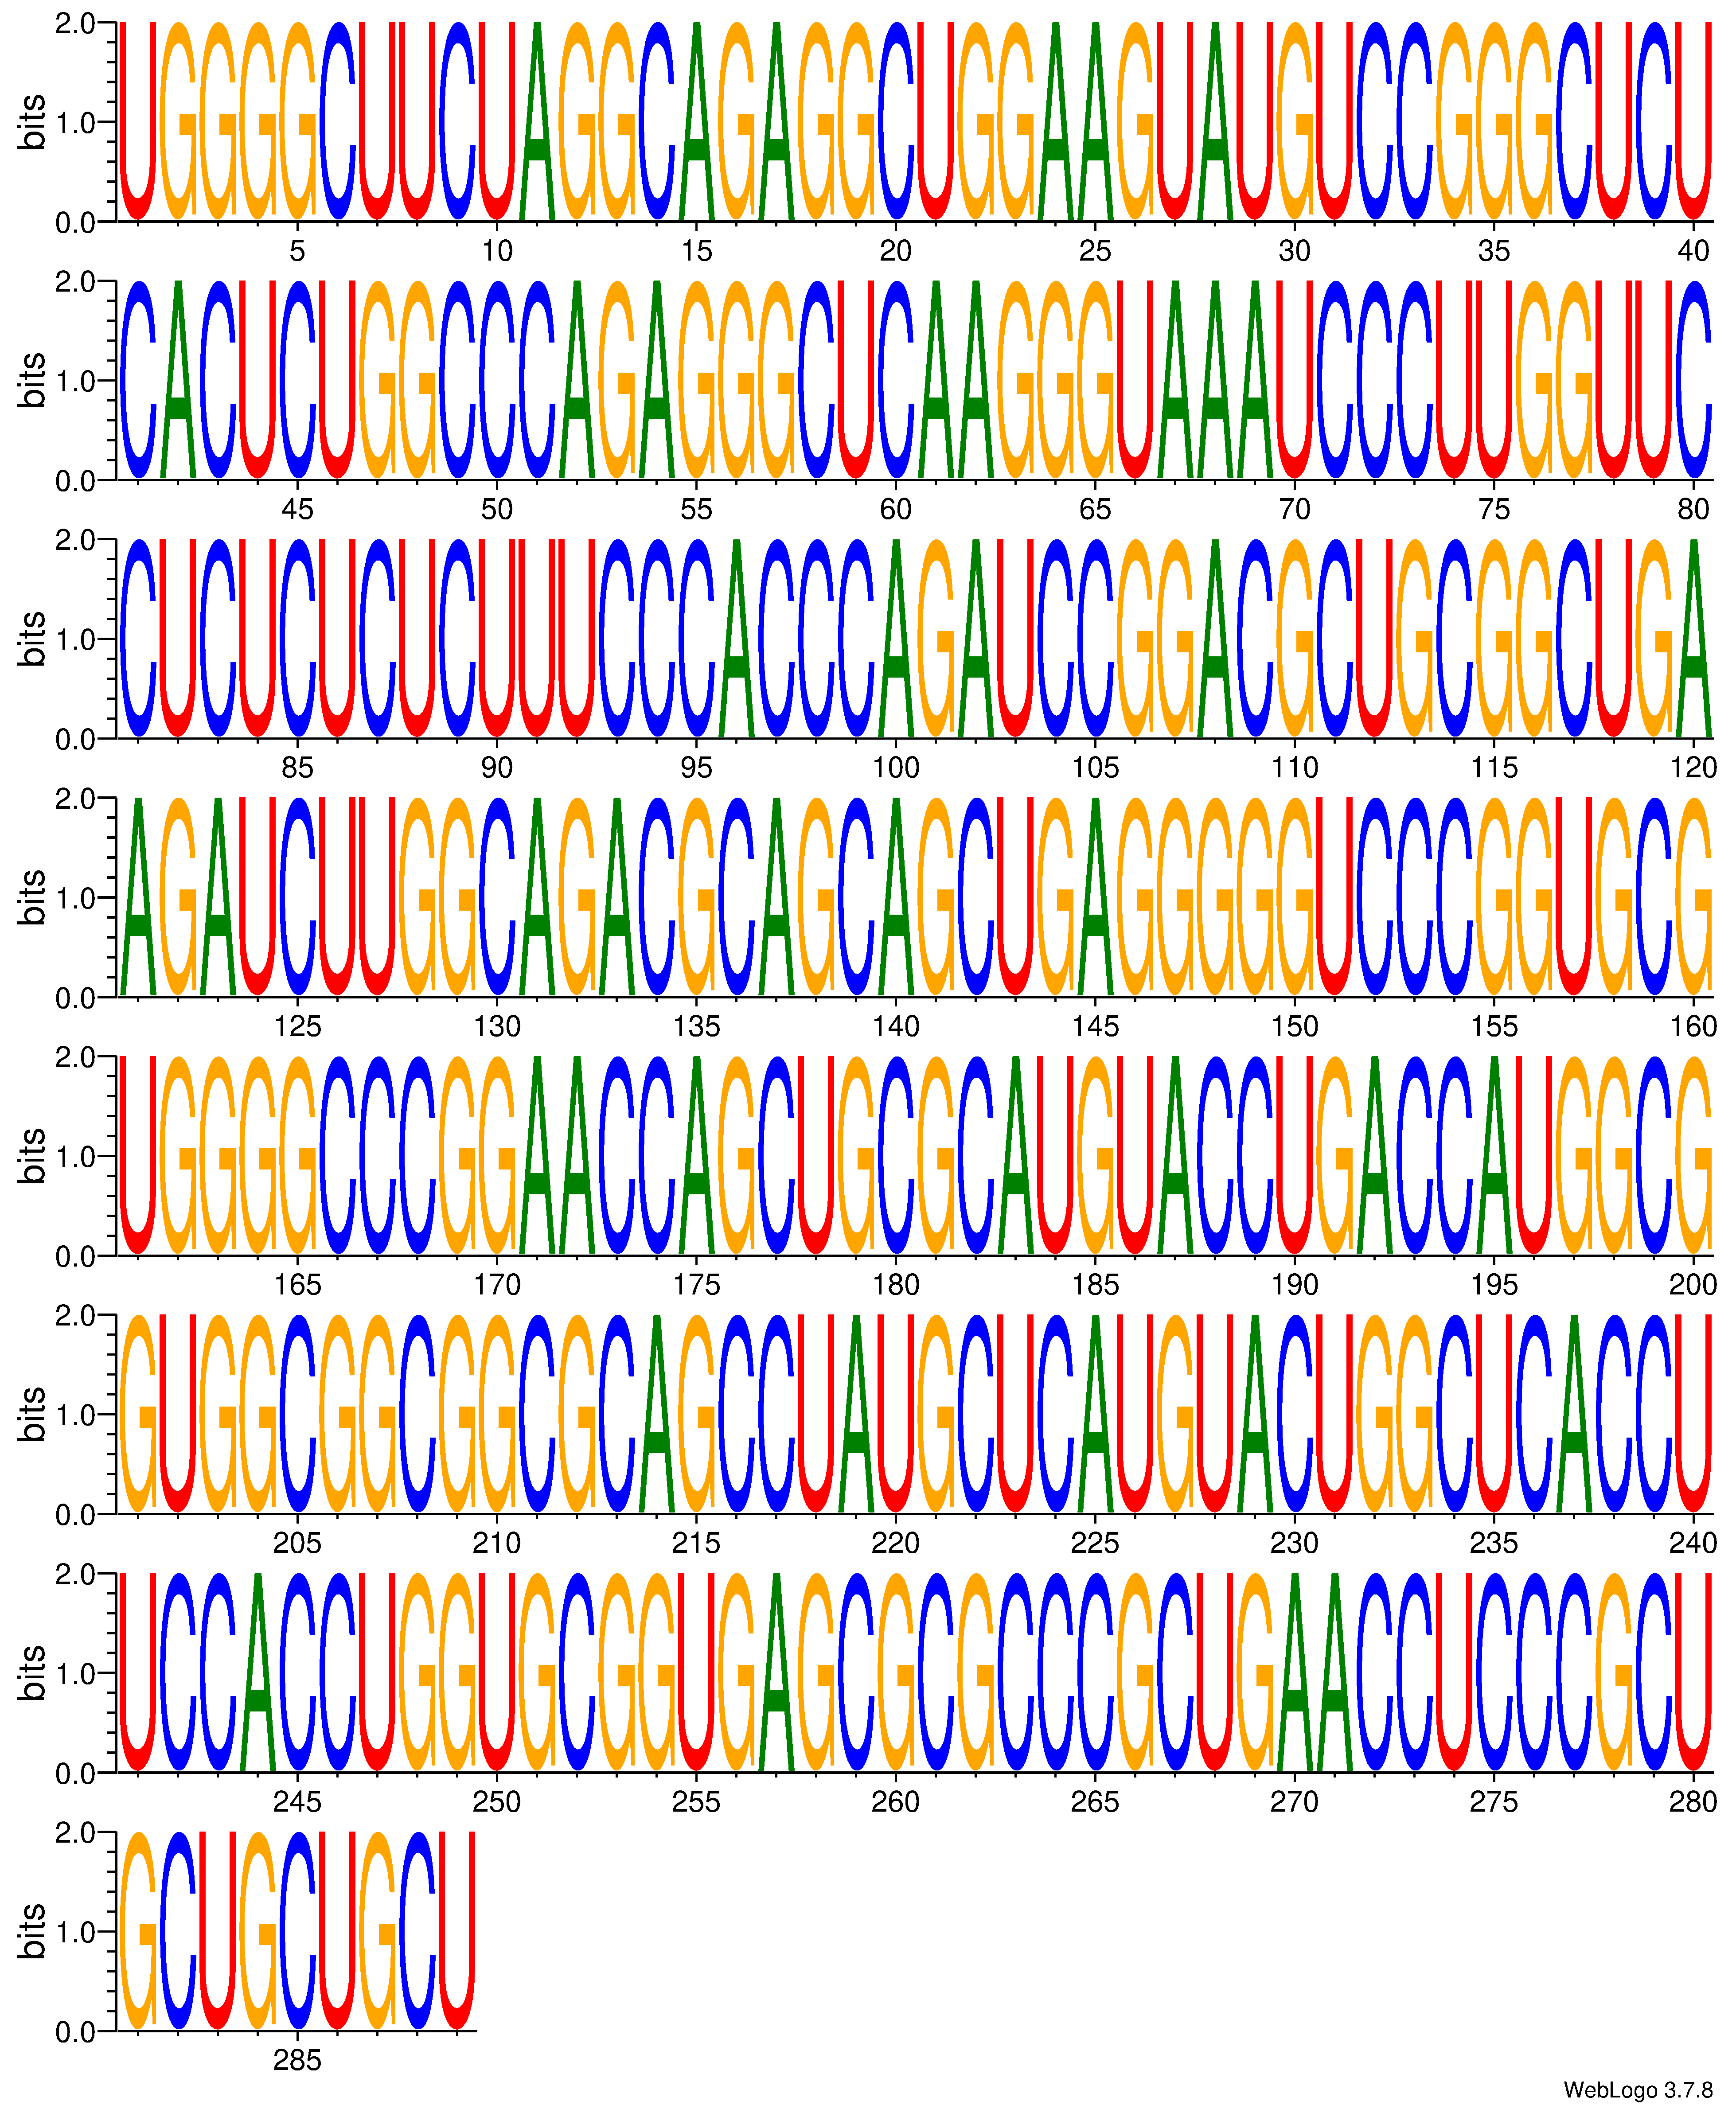 2.0
1.0
0.0
bits
UGGGGCUUCUAGGCAGAGGCUGGAAGUAUGUCCGGGCUCU
5 10 15 20 25 30 35 40
2.0
1.0
0.0
bits
CACUCUGGCCCAGAGGGCUCAAGGGUAAAUCCCUUGGUUC
45 50 55 60 65 70 75 80
2.0
1.0
0.0
bits
CUCUCUCUCUUUCCCACCCAGAUCCGGACGCUGCGGCUGA
85 90 95 100 105 110 115 120
2.0
1.0
0.0
bits
AGAUCUUGGCAGACGCAGCAGCUGAGGGGGUCCCGGUGCG
125 130 135 140 145 150 155 160
2.0
1.0
0.0
bits
UGGGGCCCGGAACCAGCUGCGCAUGUACCUGACCAUGGCG
165 170 175 180 185 190 195 200
2.0
1.0
0.0
bits
GUGGCGGCGGCGCAGCCUAUGCUCAUGUACUGGCUCACCU
205 210 215 220 225 230 235 240
2.0
1.0
0.0
bits
UCCACCUGGUGCGGUGAGCGCGCCCGCUGAACCUCCCGCU
245 250 255 260 265 270 275 280
2.0
1.0
0.0
bits
GCUGCUGCU
285
WebLogo 3.7.8